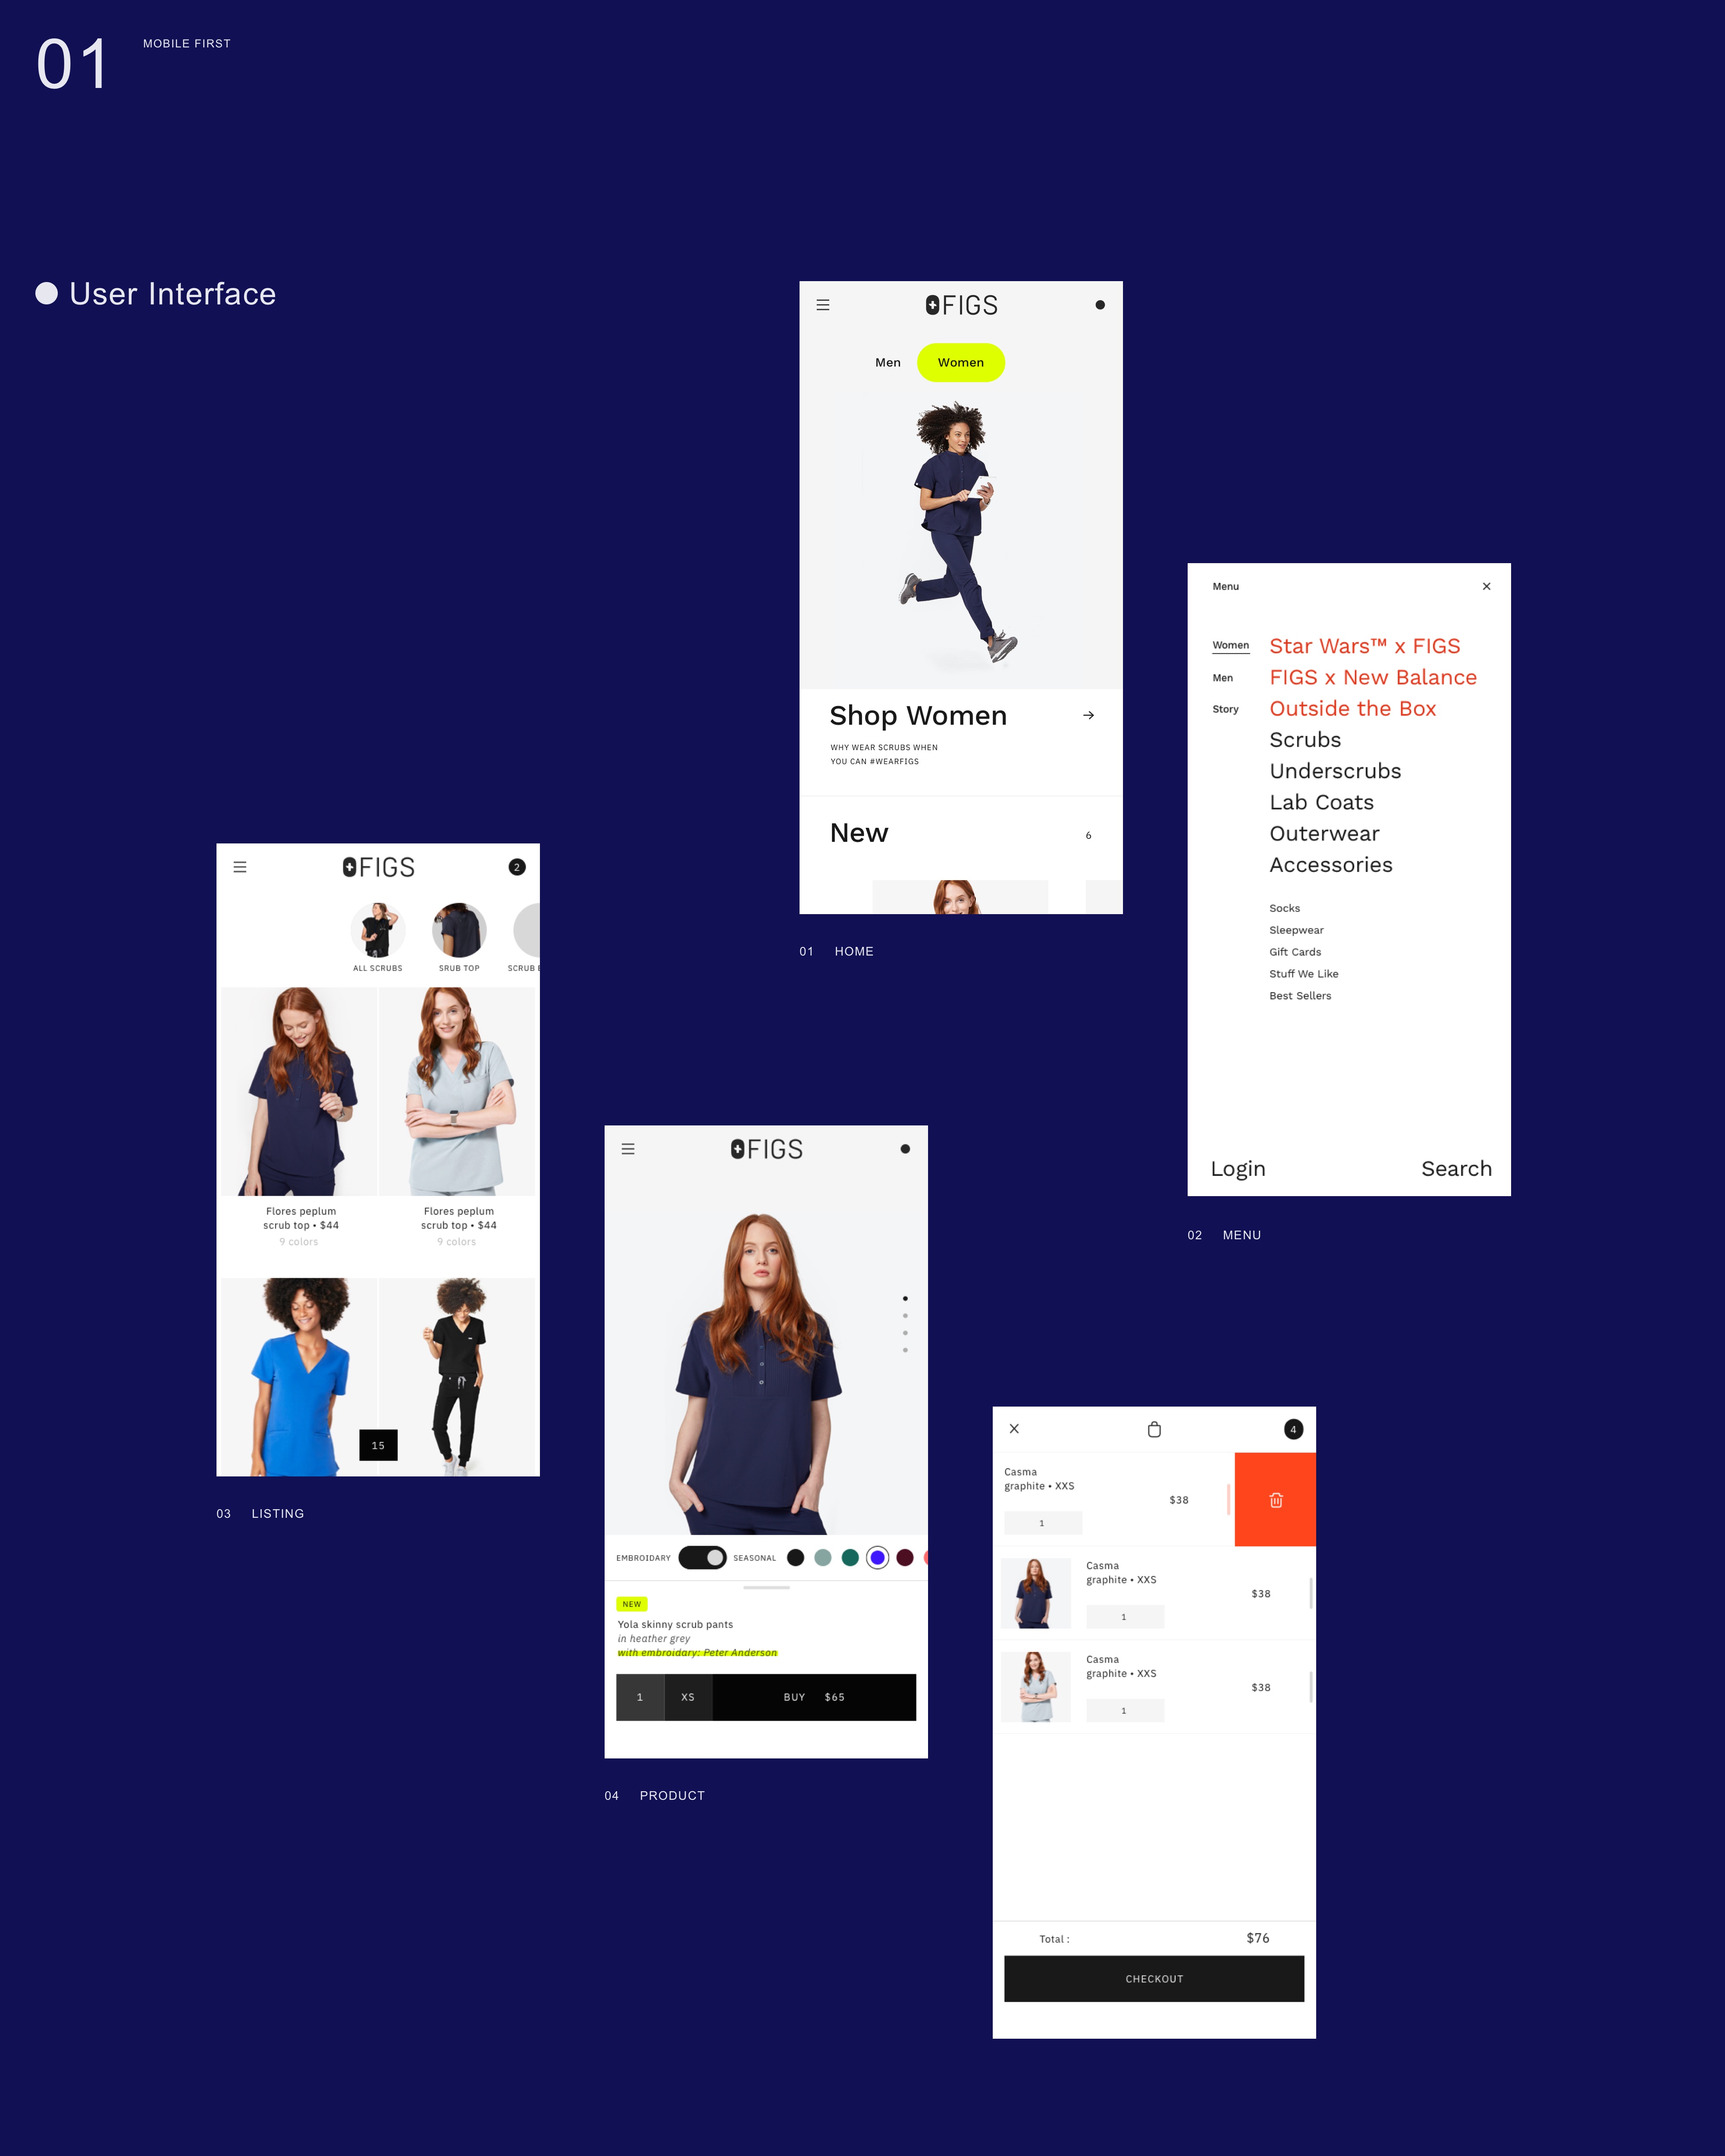 01
MOBILE FIRST
User Interface
FIGS
Men
Women
Shop Women
WHY WEAR SCRUBS WHEN
YOU CAN #WEARFIGS
New
6
01 HOME
Menu
Women
Men
Story
Star Wars™ x FIGS
FIGS x New Balance
Outside the Box
Scrubs
Underscrubs
Lab Coats
Outerwear
Accessories
Socks
Sleepwear
Gift Cards
Stuff We Like
Best Sellers
Login
Search
02 MENU
FIGS
2
ALL SCRUBS
SRUB TOP
SCRUB
Flores peplum
scrub top • $44
9 colors
Flores peplum
scrub top • $44
9 colors
15
03 LISTING
FIGS
EMBROIDARY
SEASONAL
NEW
Yola skinny scrub pants
in heather grey
with embroidary: Peter Anderson
1
XS
BUY $65
04 PRODUCT
4
Casma
graphite • XXS
$38
1
Casma
graphite • XXS
$38
1
Casma
graphite • XXS
$38
1
Total :
$76
CHECKOUT